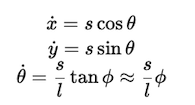 ẋ = s cos θ
ẏ = s sin θ
θ̇ = s/l tan ϕ ≈ s/l ϕ